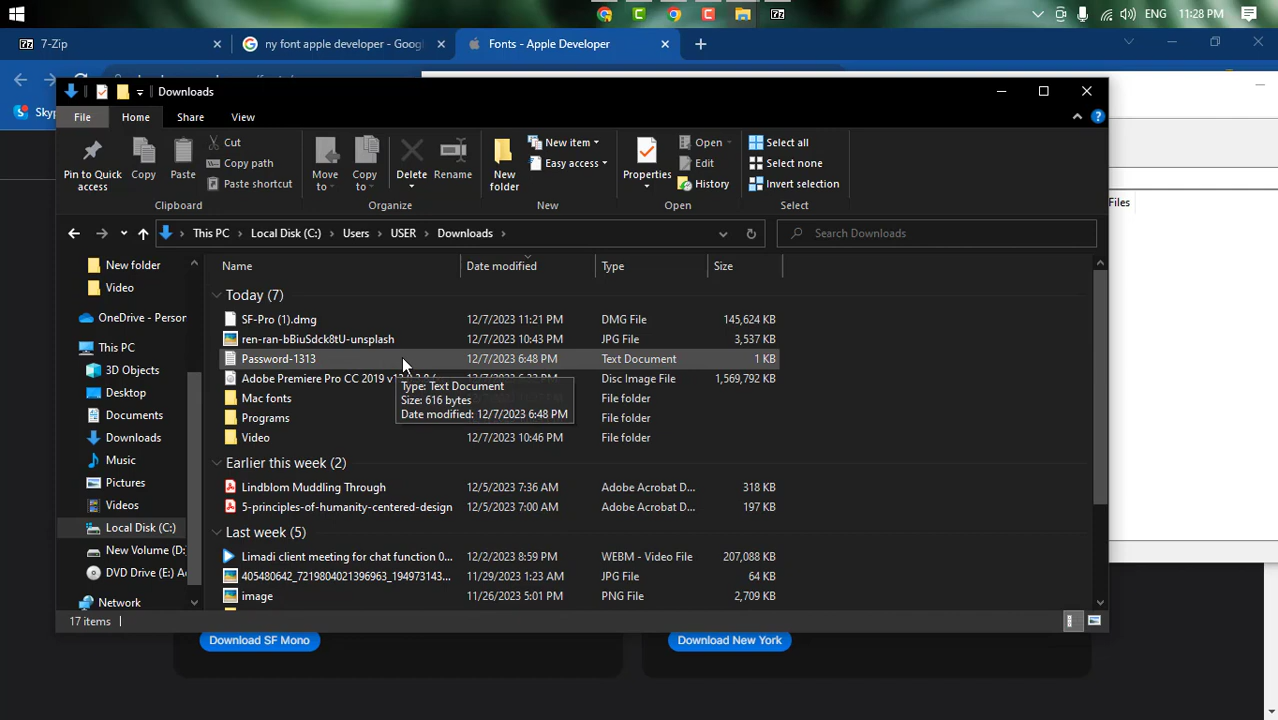 ENG 11:28 PM
7-Zip
ny font apple developer - Goog
Fonts - Apple Developer
Skyp
Downloads
File Home Share View
Pin to Quick access
Copy
Paste
Cut
Copy path
Paste shortcut
Clipboard
Move to
Copy to
Delete
Rename
Organize
New folder
New item
Easy access
New
Properties
Open
Edit
History
Open
Select all
Select none
Invert selection
Select
This PC > Local Disk (C:) > Users > USER > Downloads >
Search Downloads
Files
New folder
Video
OneDrive - Person
This PC
3D Objects
Desktop
Documents
Downloads
Music
Pictures
Videos
Local Disk (C:)
New Volume (D:
DVD Drive (E:) A
Network
Name Date modified Type Size
Today (7)
SF-Pro (1).dmg 12/7/2023 11:21 PM DMG File 145,624 KB
ren-ran-bBiuSdck8tU-unsplash 12/7/2023 10:43 PM JPG File 3,537 KB
Password-1313 12/7/2023 6:48 PM Text Document 1 KB
Adobe Premiere Pro CC 2019 Disc Image File 1,569,792 KB
Type: Text Document
Size: 616 bytes
Date modified: 12/7/2023 6:48 PM
Mac fonts File folder
Programs File folder
Video 12/7/2023 10:46 PM File folder
Earlier this week (2)
Lindblom Muddling Through 12/5/2023 7:36 AM Adobe Acrobat D... 318 KB
5-principles-of-humanity-centered-design 12/5/2023 7:00 AM Adobe Acrobat D... 197 KB
Last week (5)
Limadi client meeting for chat function 0... 12/2/2023 8:59 PM WEBM - Video File 207,088 KB
405480642_7219804021396963_194973143... 11/29/2023 1:23 AM JPG File 64 KB
image 11/26/2023 5:01 PM PNG File 2,709 KB
17 items
Download SF Mono
Download New York